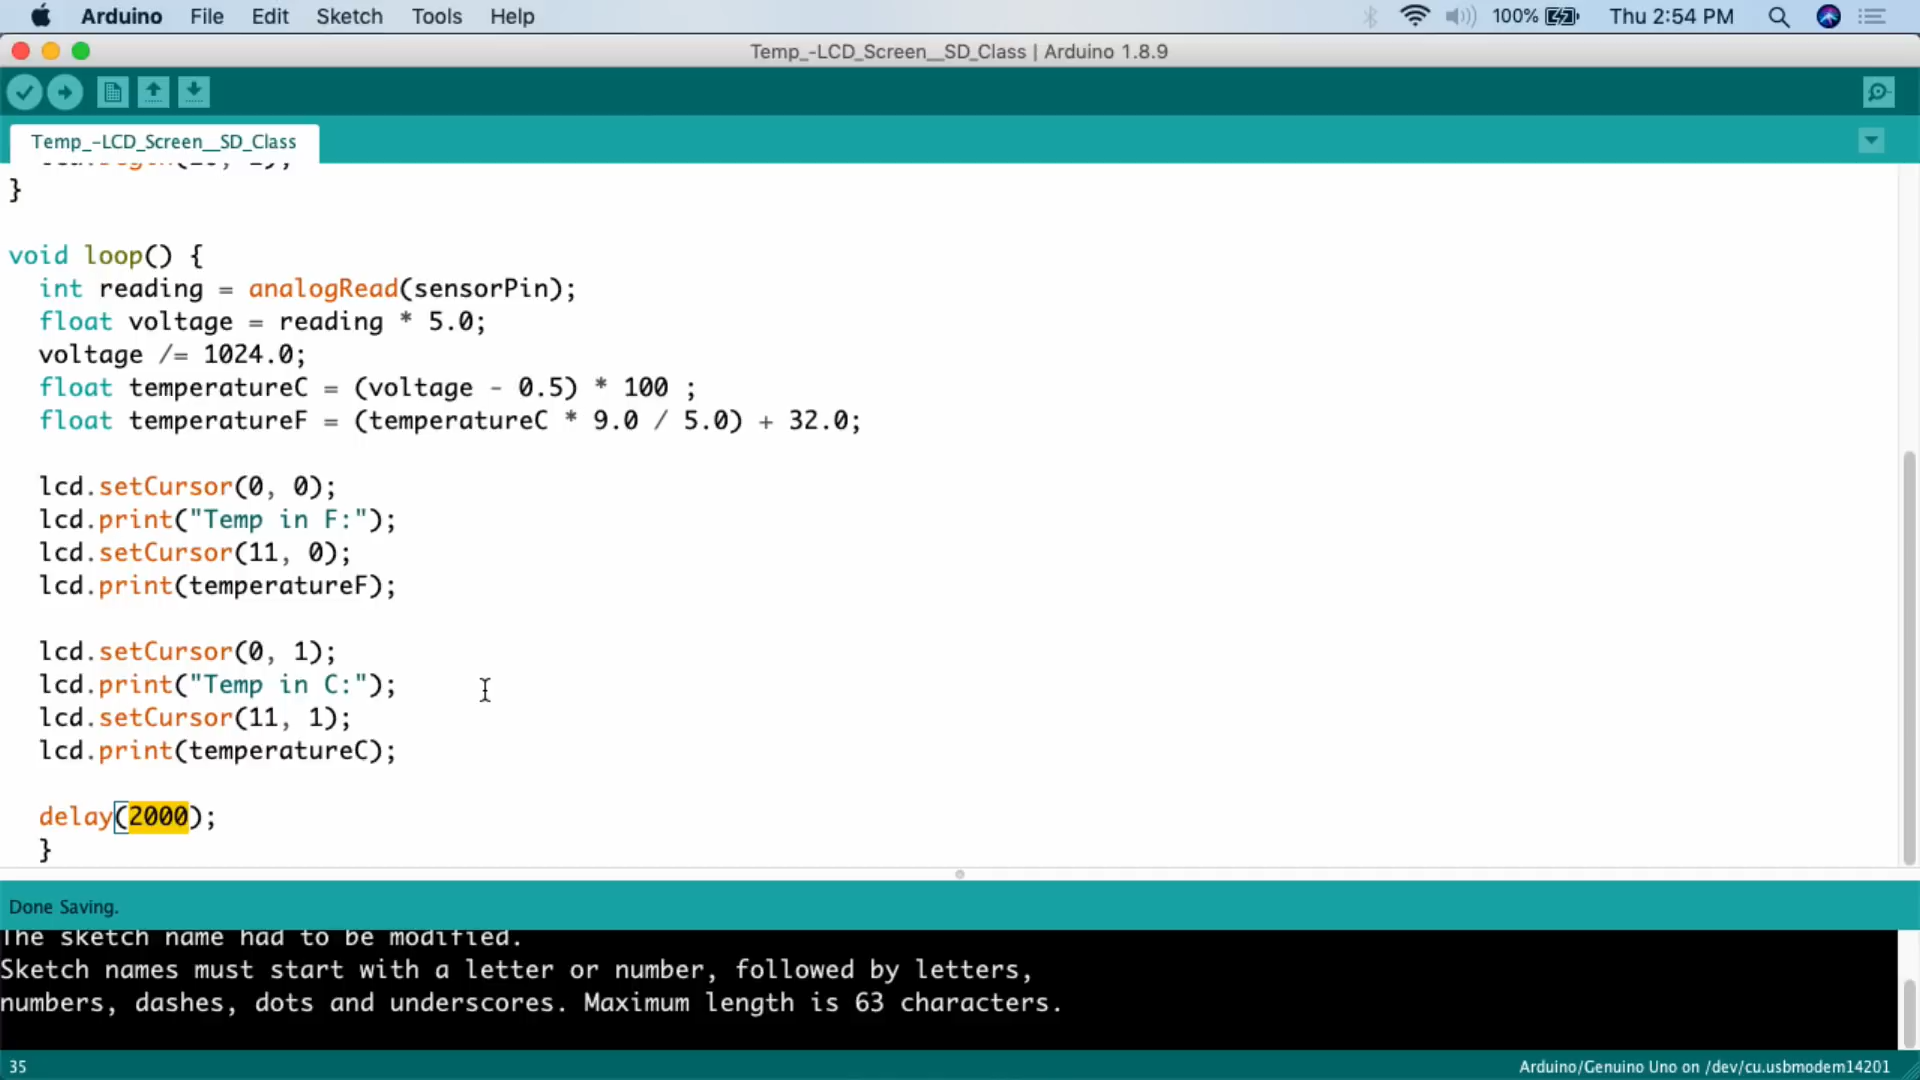 Arduino File Edit Sketch Tools Help 100% Thu 2:54 PM
Temp_-LCD_Screen__SD_Class | Arduino 1.8.9
Temp_-LCD_Screen__SD_Class
}
void loop() {
int reading = analogRead(sensorPin);
float voltage = reading * 5.0;
voltage /= 1024.0;
float temperatureC = (voltage - 0.5) * 100 ;
float temperatureF = (temperatureC * 9.0 / 5.0) + 32.0;
lcd.setCursor(0, 0);
lcd.print("Temp in F:");
lcd.setCursor(11, 0);
lcd.print(temperatureF);
lcd.setCursor(0, 1);
lcd.print("Temp in C:");
lcd.setCursor(11, 1);
lcd.print(temperatureC);
delay(2000);
}
Done Saving.
The sketch name had to be modified.
Sketch names must start with a letter or number, followed by letters,
numbers, dashes, dots and underscores. Maximum length is 63 characters.
35 Arduino/Genuino Uno on /dev/cu.usbmodem14201